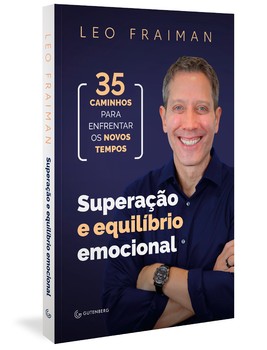 LEO FRAIMAN
35
CAMINHOS
PARA
ENFRENTAR
OS NOVOS
TEMPOS
Superação
e equilíbrio
emocional
GUTENBERG
LEO FRAIMAN
Superação e equilíbrio emocional